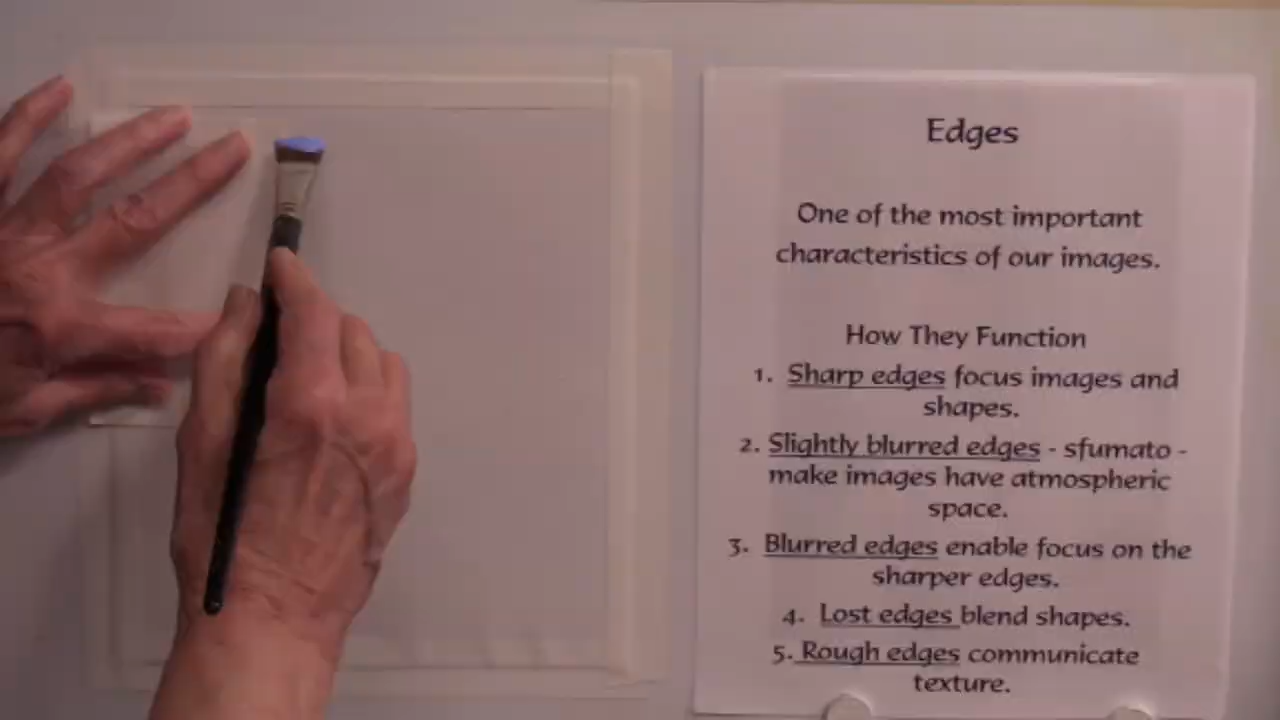 Edges
One of the most important
characteristics of our images.
How They Function
1. Sharp edges focus images and
shapes.
2. Slightly blurred edges - sfumato -
make images have atmospheric
space.
3. Blurred edges enable focus on the
sharper edges.
4. Lost edges blend shapes.
5. Rough edges communicate
texture.